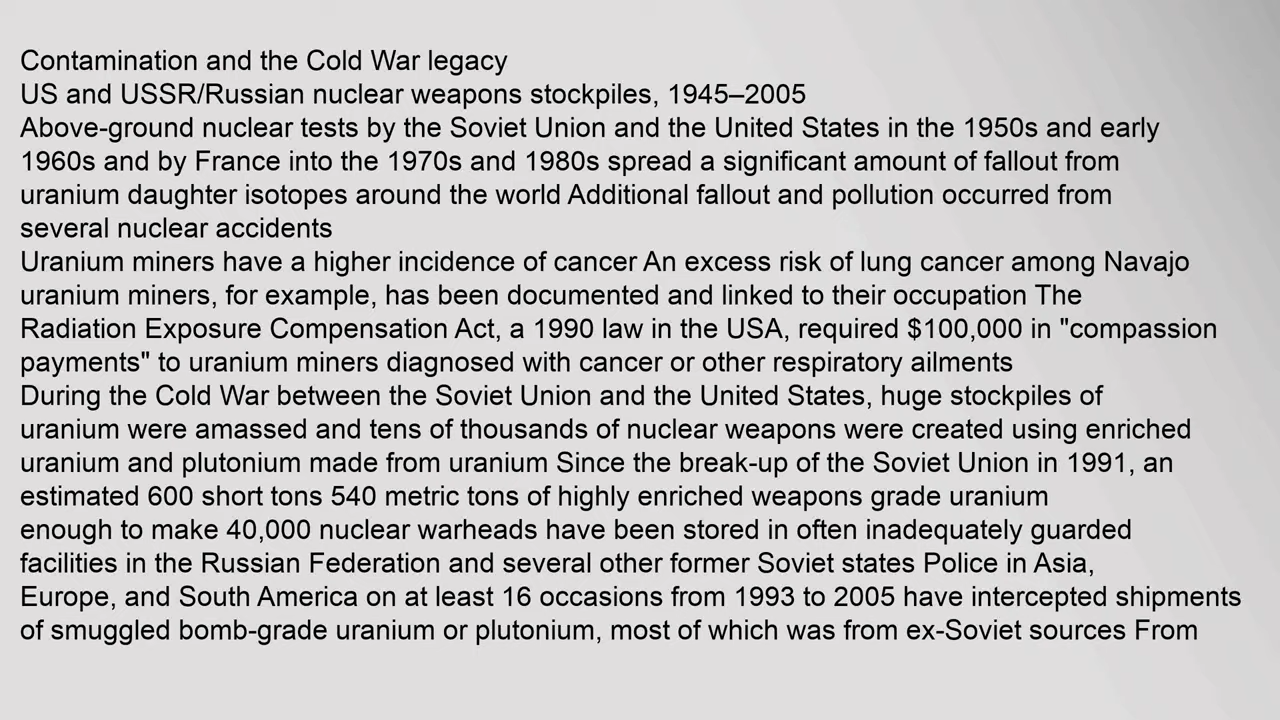 Contamination and the Cold War legacy
US and USSR/Russian nuclear weapons stockpiles, 1945–2005
Above-ground nuclear tests by the Soviet Union and the United States in the 1950s and early
1960s and by France into the 1970s and 1980s spread a significant amount of fallout from
uranium daughter isotopes around the world Additional fallout and pollution occurred from
several nuclear accidents
Uranium miners have a higher incidence of cancer An excess risk of lung cancer among Navajo
uranium miners, for example, has been documented and linked to their occupation The
Radiation Exposure Compensation Act, a 1990 law in the USA, required $100,000 in "compassion
payments" to uranium miners diagnosed with cancer or other respiratory ailments
During the Cold War between the Soviet Union and the United States, huge stockpiles of
uranium were amassed and tens of thousands of nuclear weapons were created using enriched
uranium and plutonium made from uranium Since the break-up of the Soviet Union in 1991, an
estimated 600 short tons 540 metric tons of highly enriched weapons grade uranium
enough to make 40,000 nuclear warheads have been stored in often inadequately guarded
facilities in the Russian Federation and several other former Soviet states Police in Asia,
Europe, and South America on at least 16 occasions from 1993 to 2005 have intercepted shipments
of smuggled bomb-grade uranium or plutonium, most of which was from ex-Soviet sources From